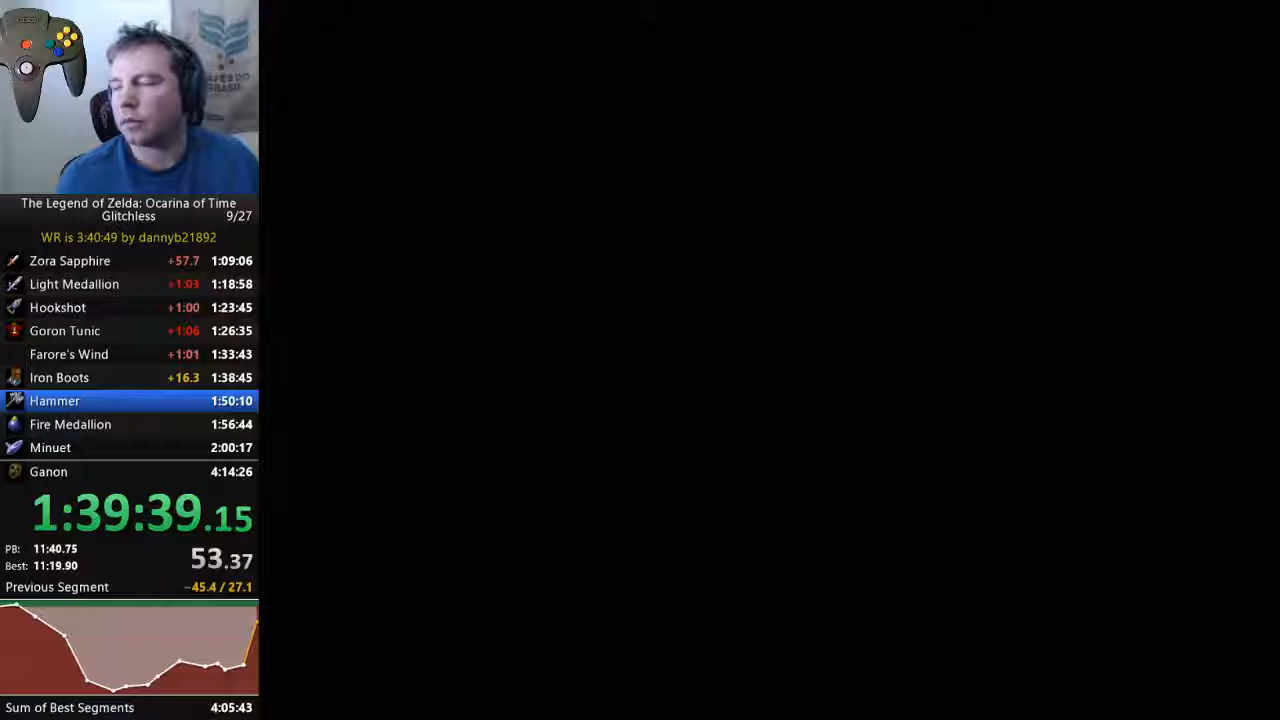 CAFÉS DO
BRASIL
The Legend of Zelda: Ocarina of Time
Glitchless 9/27
WR is 3:40:49 by dannyb21892
Zora Sapphire +57.7 1:09:06
Light Medallion +1:03 1:18:58
Hookshot +1:00 1:23:45
Goron Tunic +1:06 1:26:35
Farore's Wind +1:01 1:33:43
Iron Boots +16.3 1:38:45
Hammer 1:50:10
Fire Medallion 1:56:44
Minuet 2:00:17
Ganon 4:14:26
1:39:39.15
PB: 11:40.75
53.37
Best: 11:19.90
Previous Segment −45.4 / 27.1
Sum of Best Segments 4:05:43